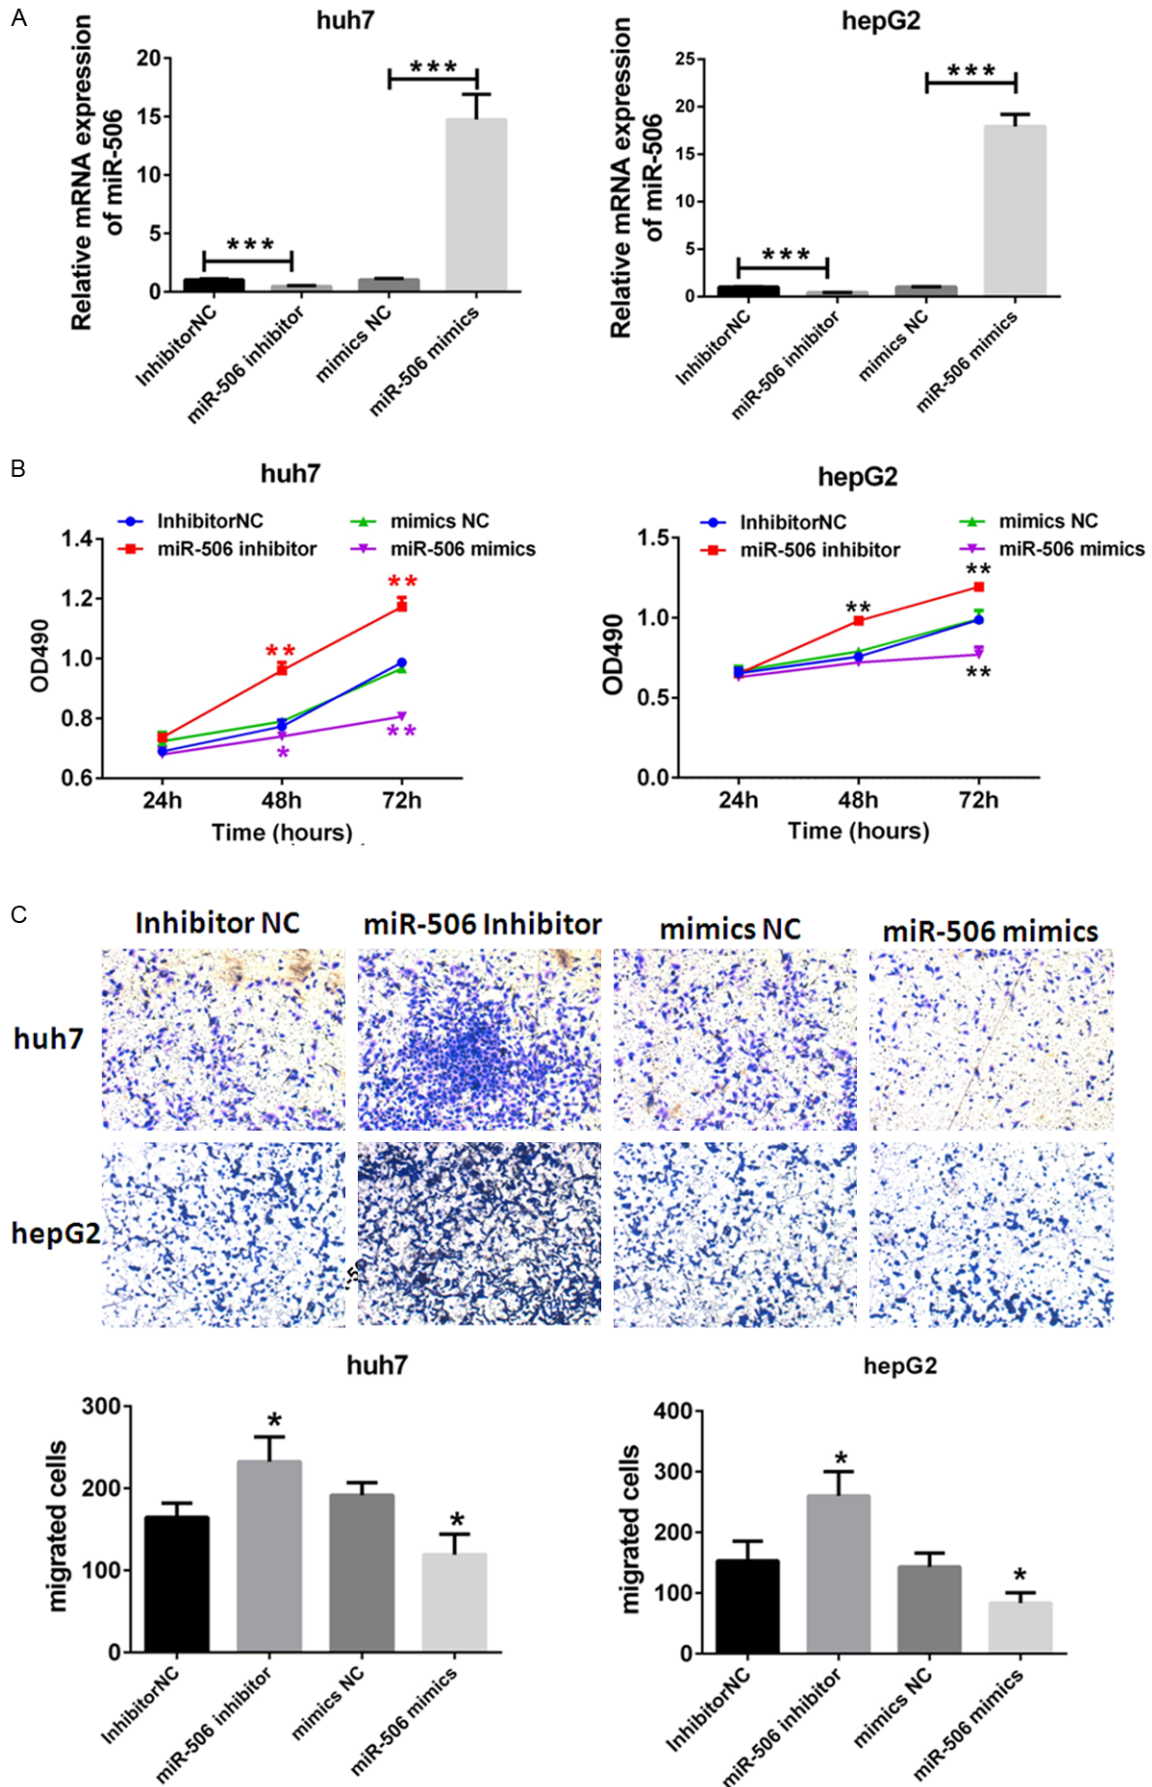 A
huh7
hepG2
Relative mRNA expression
of miR-506
20
15
10
5
0
***
***
InhibitorNC
miR-506 inhibitor
mimics NC
miR-506 mimics
Relative mRNA expression
of miR-506
25
20
15
10
5
0
***
***
InhibitorNC
miR-506 inhibitor
mimics NC
miR-506 mimics
B
huh7
InhibitorNC
mimics NC
miR-506 inhibitor
miR-506 mimics
OD490
1.4
1.2
1.0
0.8
0.6
**
**
*
**
24h
48h
72h
Time (hours)
hepG2
InhibitorNC
mimics NC
miR-506 inhibitor
miR-506 mimics
OD490
1.5
1.0
0.5
0.0
**
**
**
24h
48h
72h
Time (hours)
C
Inhibitor NC
miR-506 Inhibitor
mimics NC
miR-506 mimics
huh7
hepG2
huh7
migrated cells
300
200
100
0
*
*
InhibitorNC
miR-506 inhibitor
mimics NC
miR-506 mimics
hepG2
migrated cells
400
300
200
100
0
*
*
InhibitorNC
miR-506 inhibitor
mimics NC
miR-506 mimics